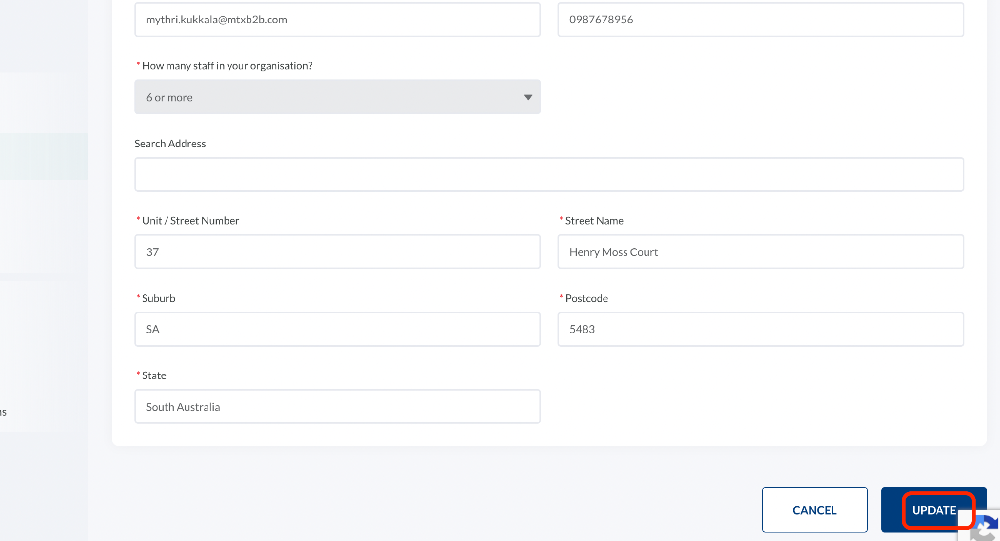 mythri.kukkala@mtxb2b.com
0987678956
* How many staff in your organisation?
6 or more
Search Address
* Unit / Street Number
* Street Name
37
Henry Moss Court
* Suburb
* Postcode
SA
5483
* State
South Australia
ns
CANCEL
UPDATE